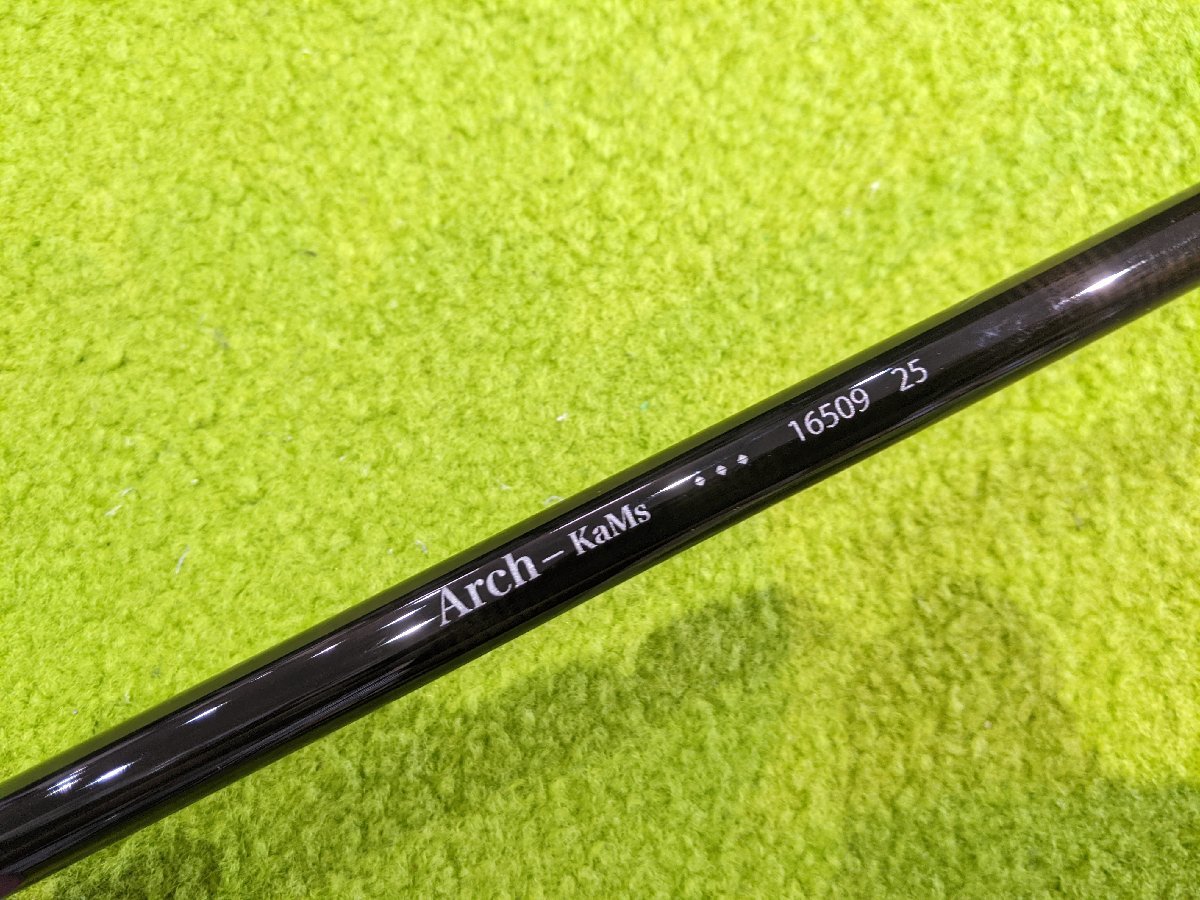 Arch – KaMs ♦ ♦ ♦ 16509 25